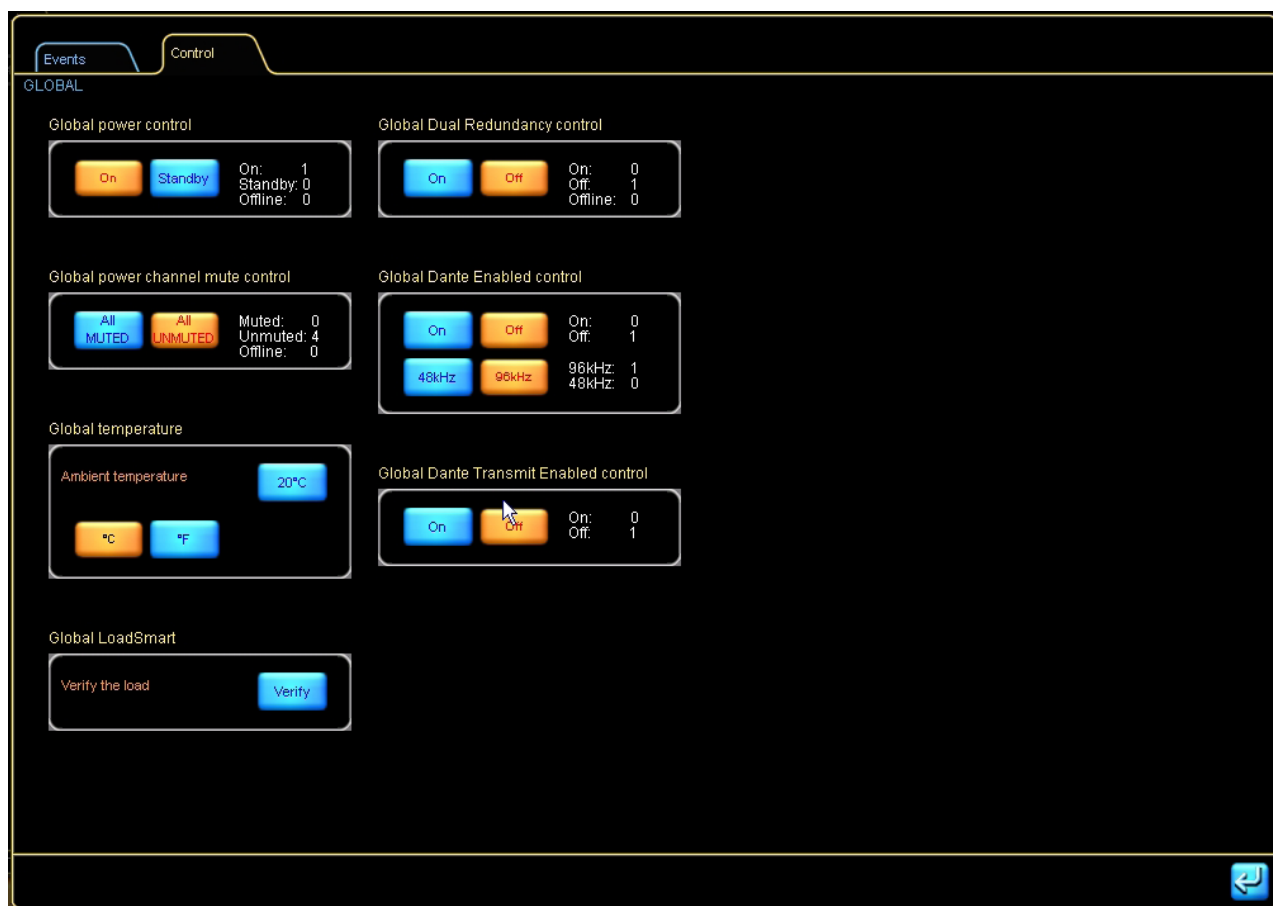 Events
Control
GLOBAL
Global power control
On
Standby
On: 1
Standby: 0
Offline: 0
Global Dual Redundancy control
On
Off
On: 0
Off: 1
Offline: 0
Global power channel mute control
All
MUTED
All
UNMUTED
Muted: 0
Unmuted: 4
Offline: 0
Global Dante Enabled control
On
Off
On: 0
Off: 1
48kHz
96kHz
96kHz: 1
48kHz: 0
Global temperature
Ambient temperature
20°C
°C
°F
Global Dante Transmit Enabled control
On
Off
On: 0
Off: 1
Global LoadSmart
Verify the load
Verify